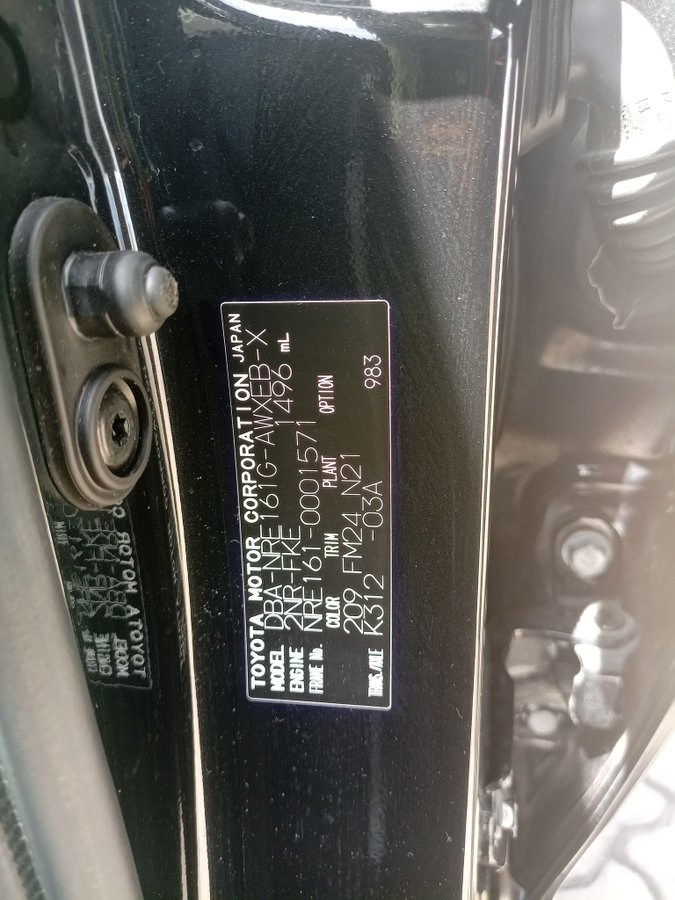 TOYOTA MOTOR CORPORATION JAPAN
MODEL DBA-NRE161G-AWXEB-X
ENGINE 2NR-FKE 1496 mL
FRAME No. NRE161-0001571
COLOR TRIM PLANT OPTION
209 FM24 N21 983
TRANS/AXLE K312 -03A